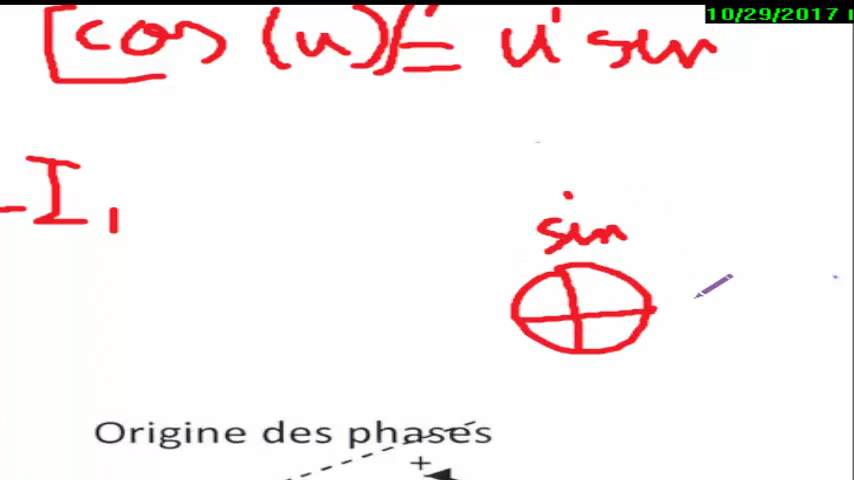 10/29/2017
[cos (u)]' = u' sin
-I₁
sin
Origine des phases
+